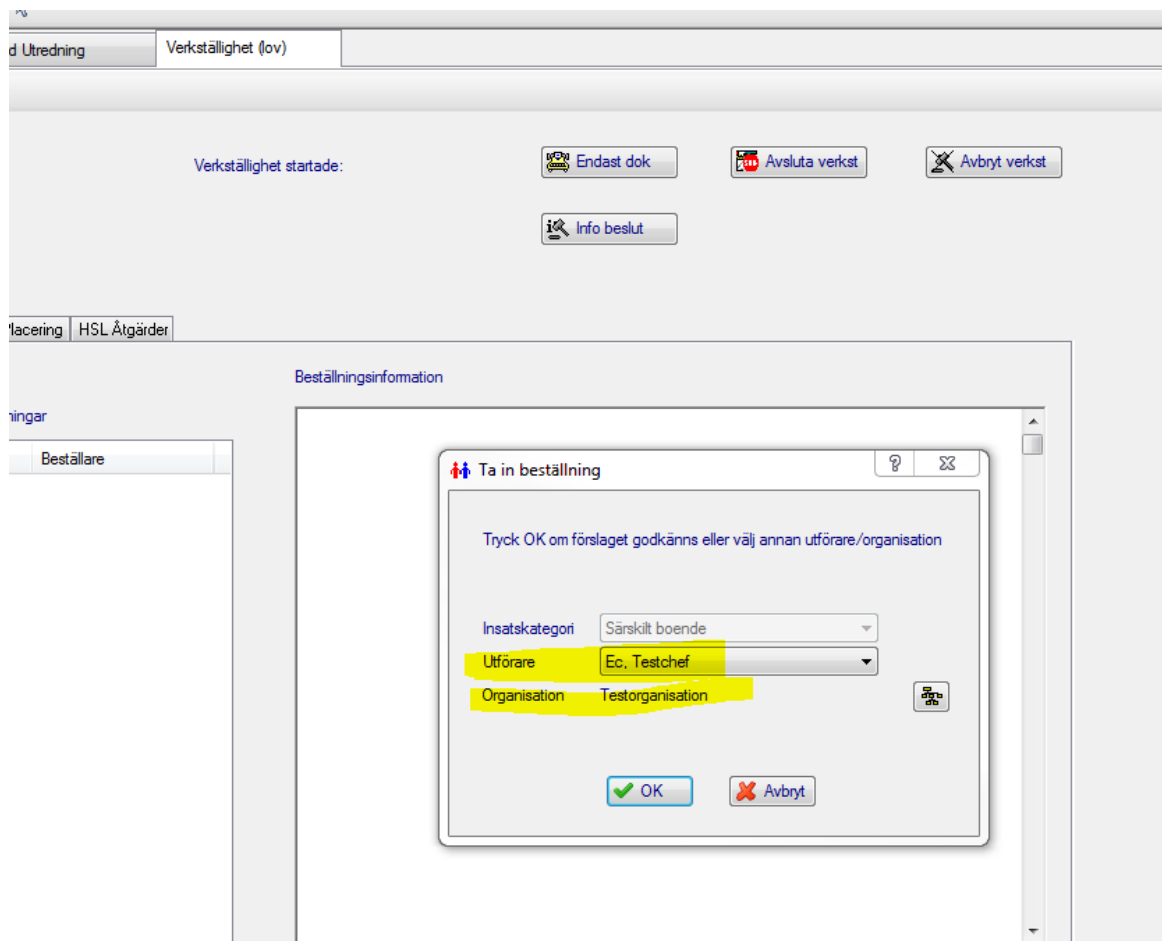 d Utredning
Verkställighet (lov)
Verkställighet startade:
Endast dok
Avsluta verkst
Avbryt verkst
Info beslut
Placering
HSL Åtgärder
Beställningsinformation
ningar
Beställare
Ta in beställning
Tryck OK om förslaget godkänns eller välj annan utförare/organisation
Insatskategori Särskilt boende
Utförare Ec, Testchef
Organisation Testorganisation
OK
Avbryt